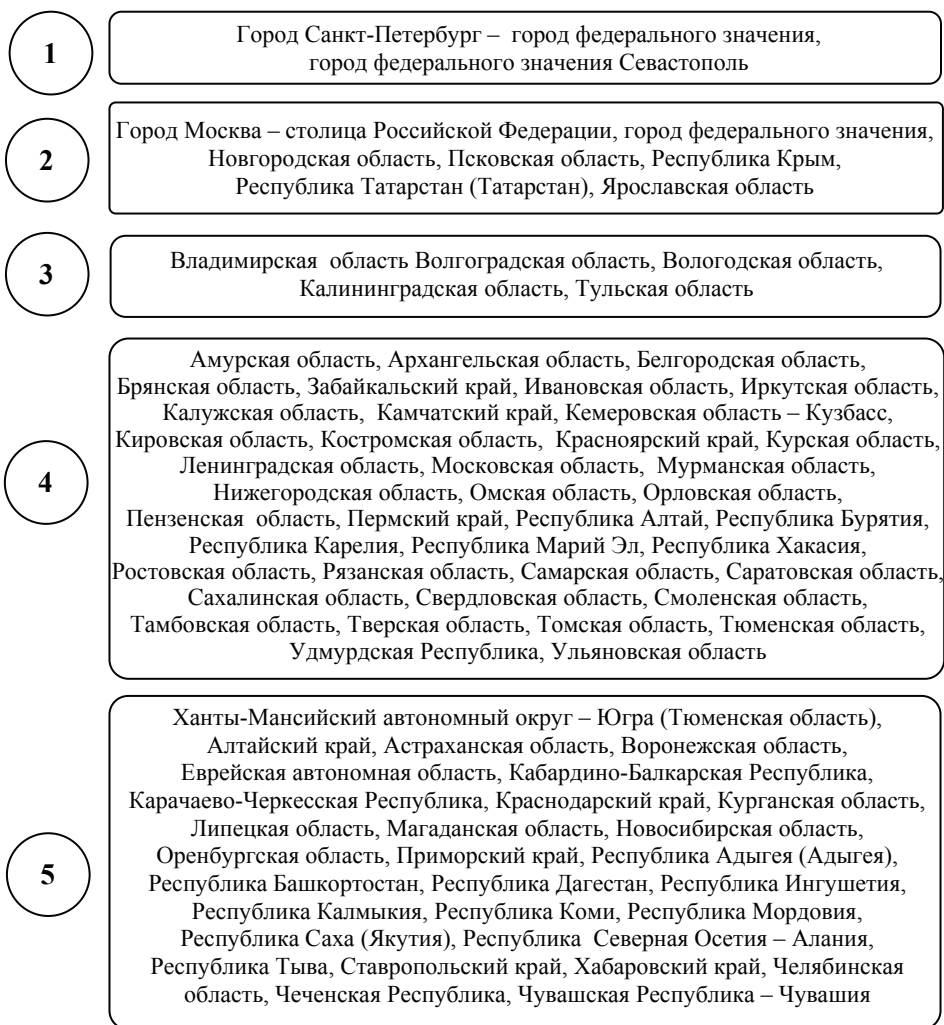 1
Город Санкт-Петербург – город федерального значения,
город федерального значения Севастополь
2
Город Москва – столица Российской Федерации, город федерального значения,
Новгородская область, Псковская область, Республика Крым,
Республика Татарстан (Татарстан), Ярославская область
3
Владимирская область Волгоградская область, Вологодская область,
Калининградская область, Тульская область
4
Амурская область, Архангельская область, Белгородская область,
Брянская область, Забайкальский край, Ивановская область, Иркутская область,
Калужская область, Камчатский край, Кемеровская область – Кузбасс,
Кировская область, Костромская область, Красноярский край, Курская область,
Ленинградская область, Московская область, Мурманская область,
Нижегородская область, Омская область, Орловская область,
Пензенская область, Пермский край, Республика Алтай, Республика Бурятия,
Республика Карелия, Республика Марий Эл, Республика Хакасия,
Ростовская область, Рязанская область, Самарская область, Саратовская область,
Сахалинская область, Свердловская область, Смоленская область,
Тамбовская область, Тверская область, Томская область, Тюменская область,
Удмурдская Республика, Ульяновская область
5
Ханты-Мансийский автономный округ – Югра (Тюменская область),
Алтайский край, Астраханская область, Воронежская область,
Еврейская автономная область, Кабардино-Балкарская Республика,
Карачаево-Черкесская Республика, Краснодарский край, Курганская область,
Липецкая область, Магаданская область, Новосибирская область,
Оренбургская область, Приморский край, Республика Адыгея (Адыгея),
Республика Башкортостан, Республика Дагестан, Республика Ингушетия,
Республика Калмыкия, Республика Коми, Республика Мордовия,
Республика Саха (Якутия), Республика Северная Осетия – Алания,
Республика Тыва, Ставропольский край, Хабаровский край, Челябинская
область, Чеченская Республика, Чувашская Республика – Чувашия